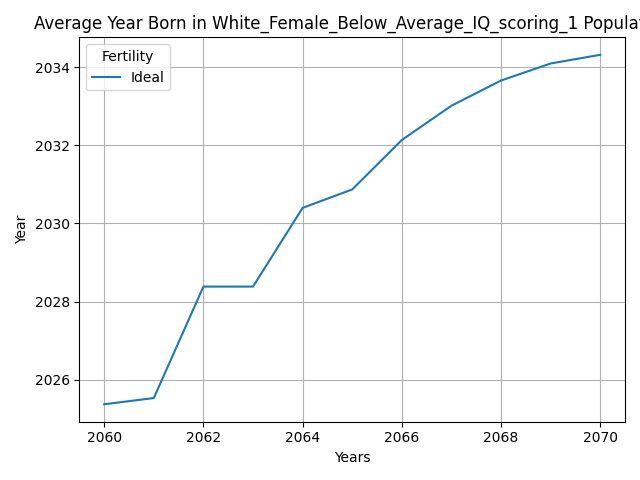 Average Year Born in White_Female_Below_Average_IQ_scoring_1 Populat
Fertility
Ideal
2034
2032
2030
2028
2026
Year
2060 2062 2064 2066 2068 2070
Years